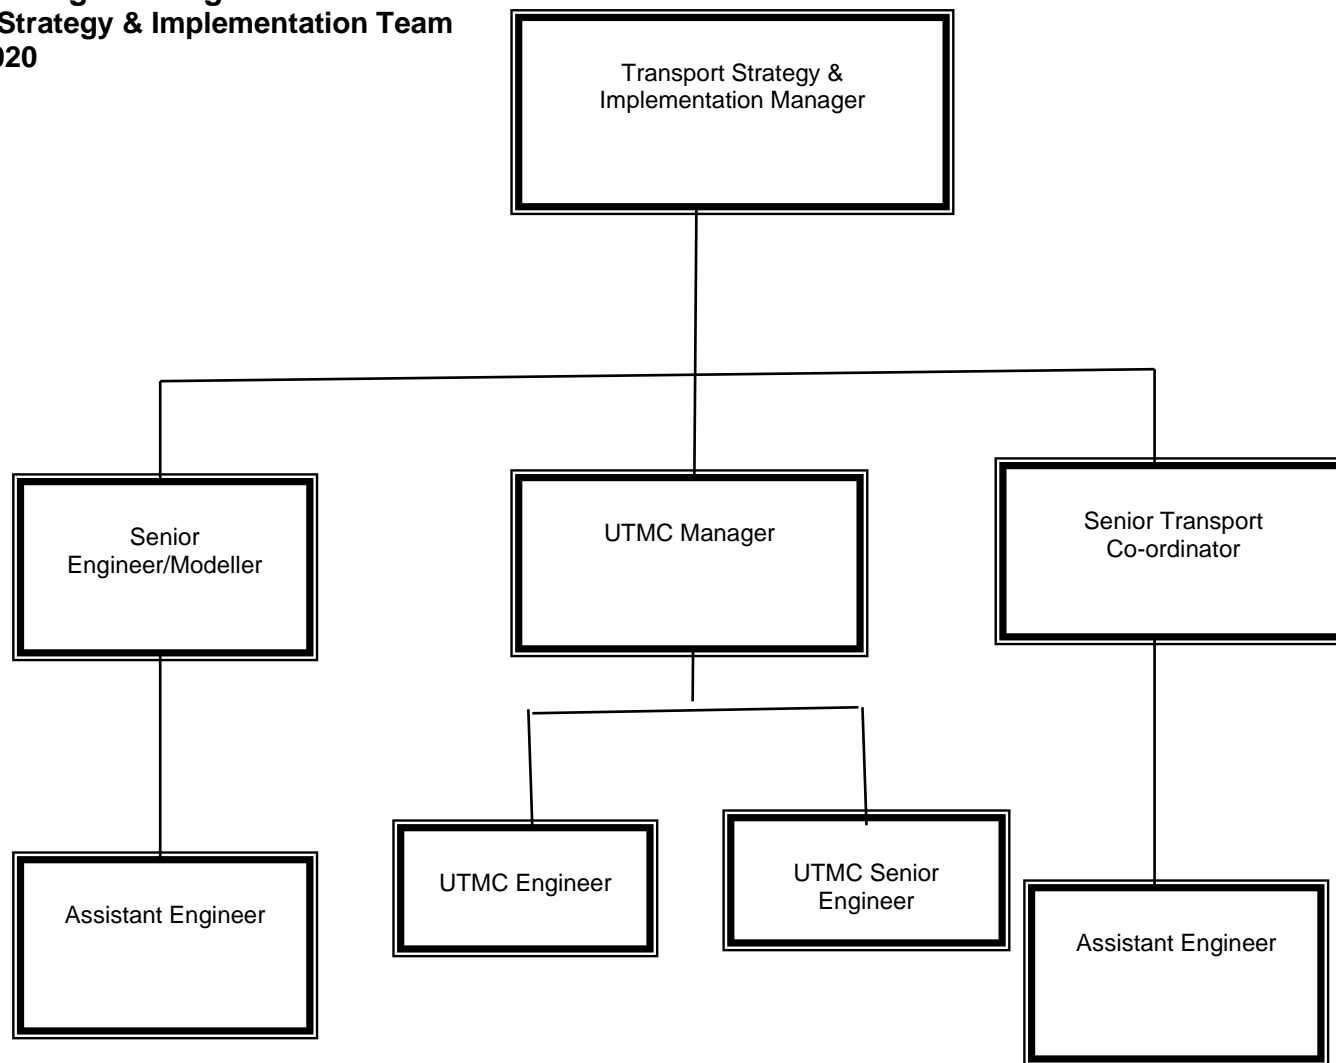 Strategy & Implementation Team
020
Transport Strategy &
Implementation Manager
Senior
Engineer/Modeller
UTMC Manager
Senior Transport
Co-ordinator
Assistant Engineer
UTMC Engineer
UTMC Senior
Engineer
Assistant Engineer